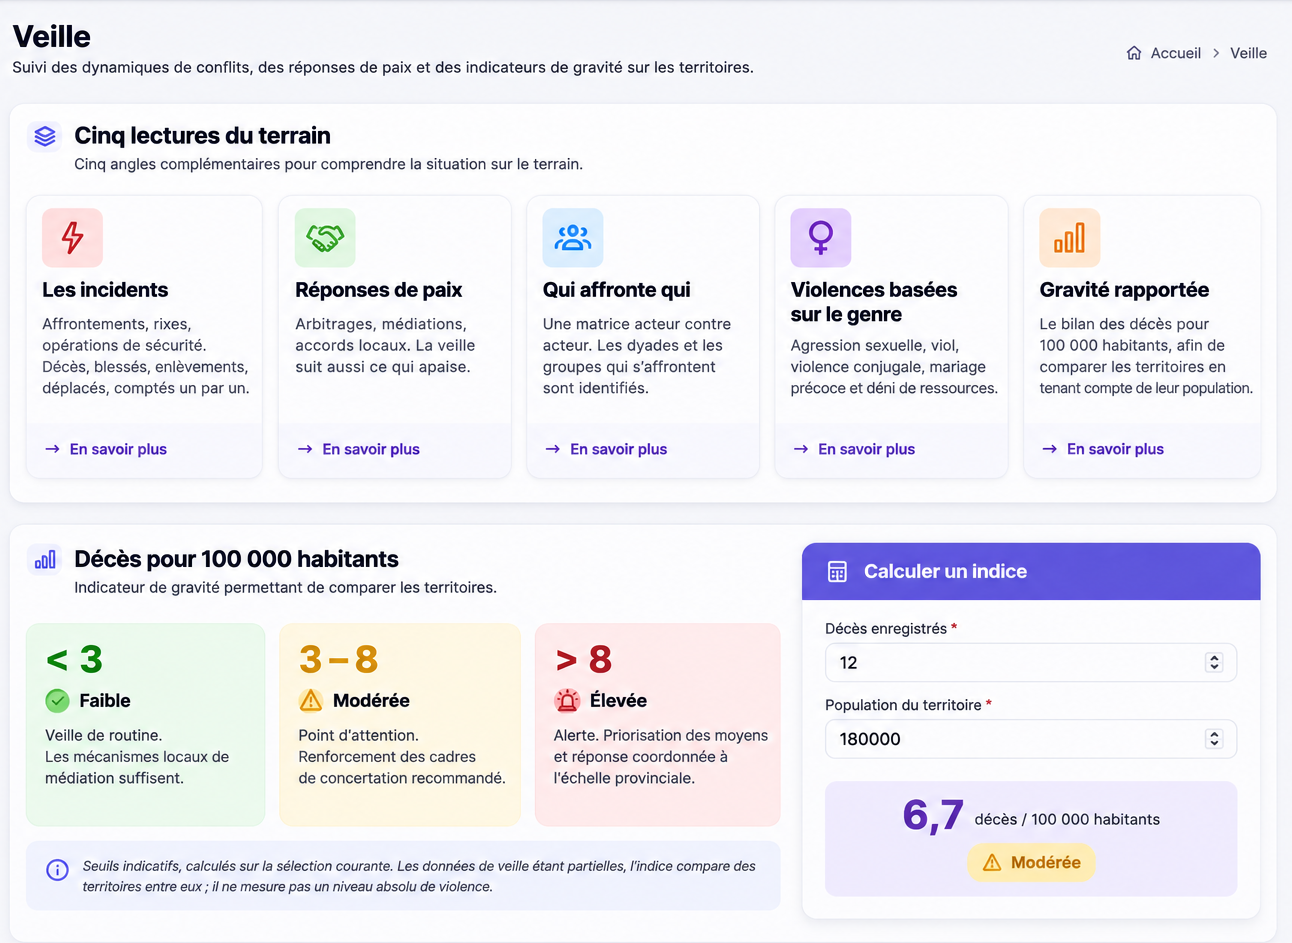 Veille
Suivi des dynamiques de conflits, des réponses de paix et des indicateurs de gravité sur les territoires.
Accueil > Veille
Cinq lectures du terrain
Cinq angles complémentaires pour comprendre la situation sur le terrain.
Les incidents
Affrontements, rixes,
opérations de sécurité.
Décès, blessés, enlèvements,
déplacés, comptés un par un.
→ En savoir plus
Réponses de paix
Arbitrages, médiations,
accords locaux. La veille
suit aussi ce qui apaise.
→ En savoir plus
Qui affronte qui
Une matrice acteur contre
acteur. Les dyades et les
groupes qui s'affrontent
sont identifiés.
→ En savoir plus
Violences basées
sur le genre
Agression sexuelle, viol,
violence conjugale, mariage
précoce et déni de ressources.
→ En savoir plus
Gravité rapportée
Le bilan des décès pour
100 000 habitants, afin de
comparer les territoires en
tenant compte de leur population.
→ En savoir plus
Décès pour 100 000 habitants
Indicateur de gravité permettant de comparer les territoires.
< 3
Faible
Veille de routine.
Les mécanismes locaux de
médiation suffisent.
3 – 8
Modérée
Point d'attention.
Renforcement des cadres
de concertation recommandé.
> 8
Élevée
Alerte. Priorisation des moyens
et réponse coordonnée à
l'échelle provinciale.
Seuils indicatifs, calculés sur la sélection courante. Les données de veille étant partielles, l'indice compare des
territoires entre eux ; il ne mesure pas un niveau absolu de violence.
Calculer un indice
Décès enregistrés *
12
Population du territoire *
180000
6,7 décès / 100 000 habitants
Modérée